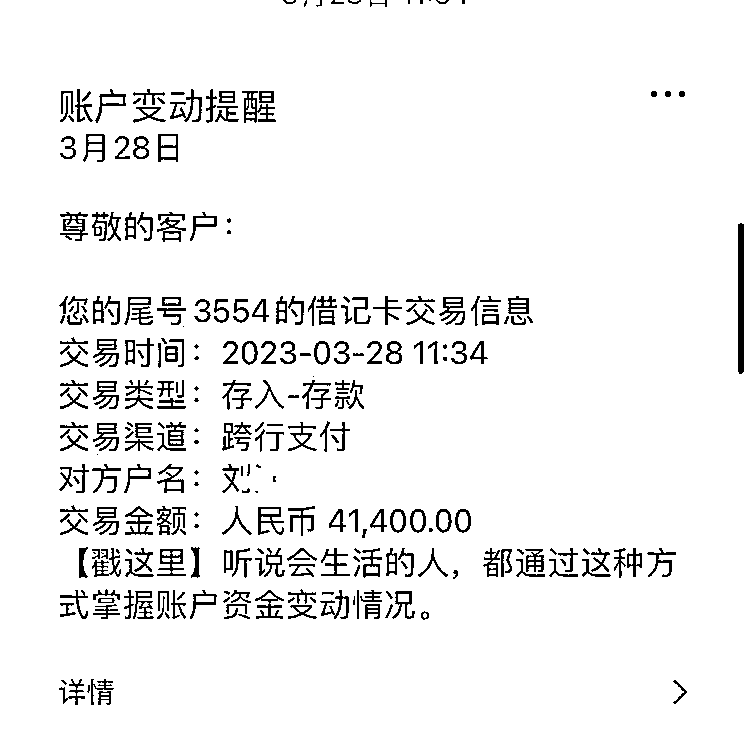 账户变动提醒
3月28日
尊敬的客户：
您的尾号3554的借记卡交易信息
交易时间：2023-03-28 11:34
交易类型：存入-存款
交易渠道：跨行支付
对方户名：刘
交易金额：人民币 41,400.00
【戳这里】听说会生活的人，都通过这种方
式掌握账户资金变动情况。
详情